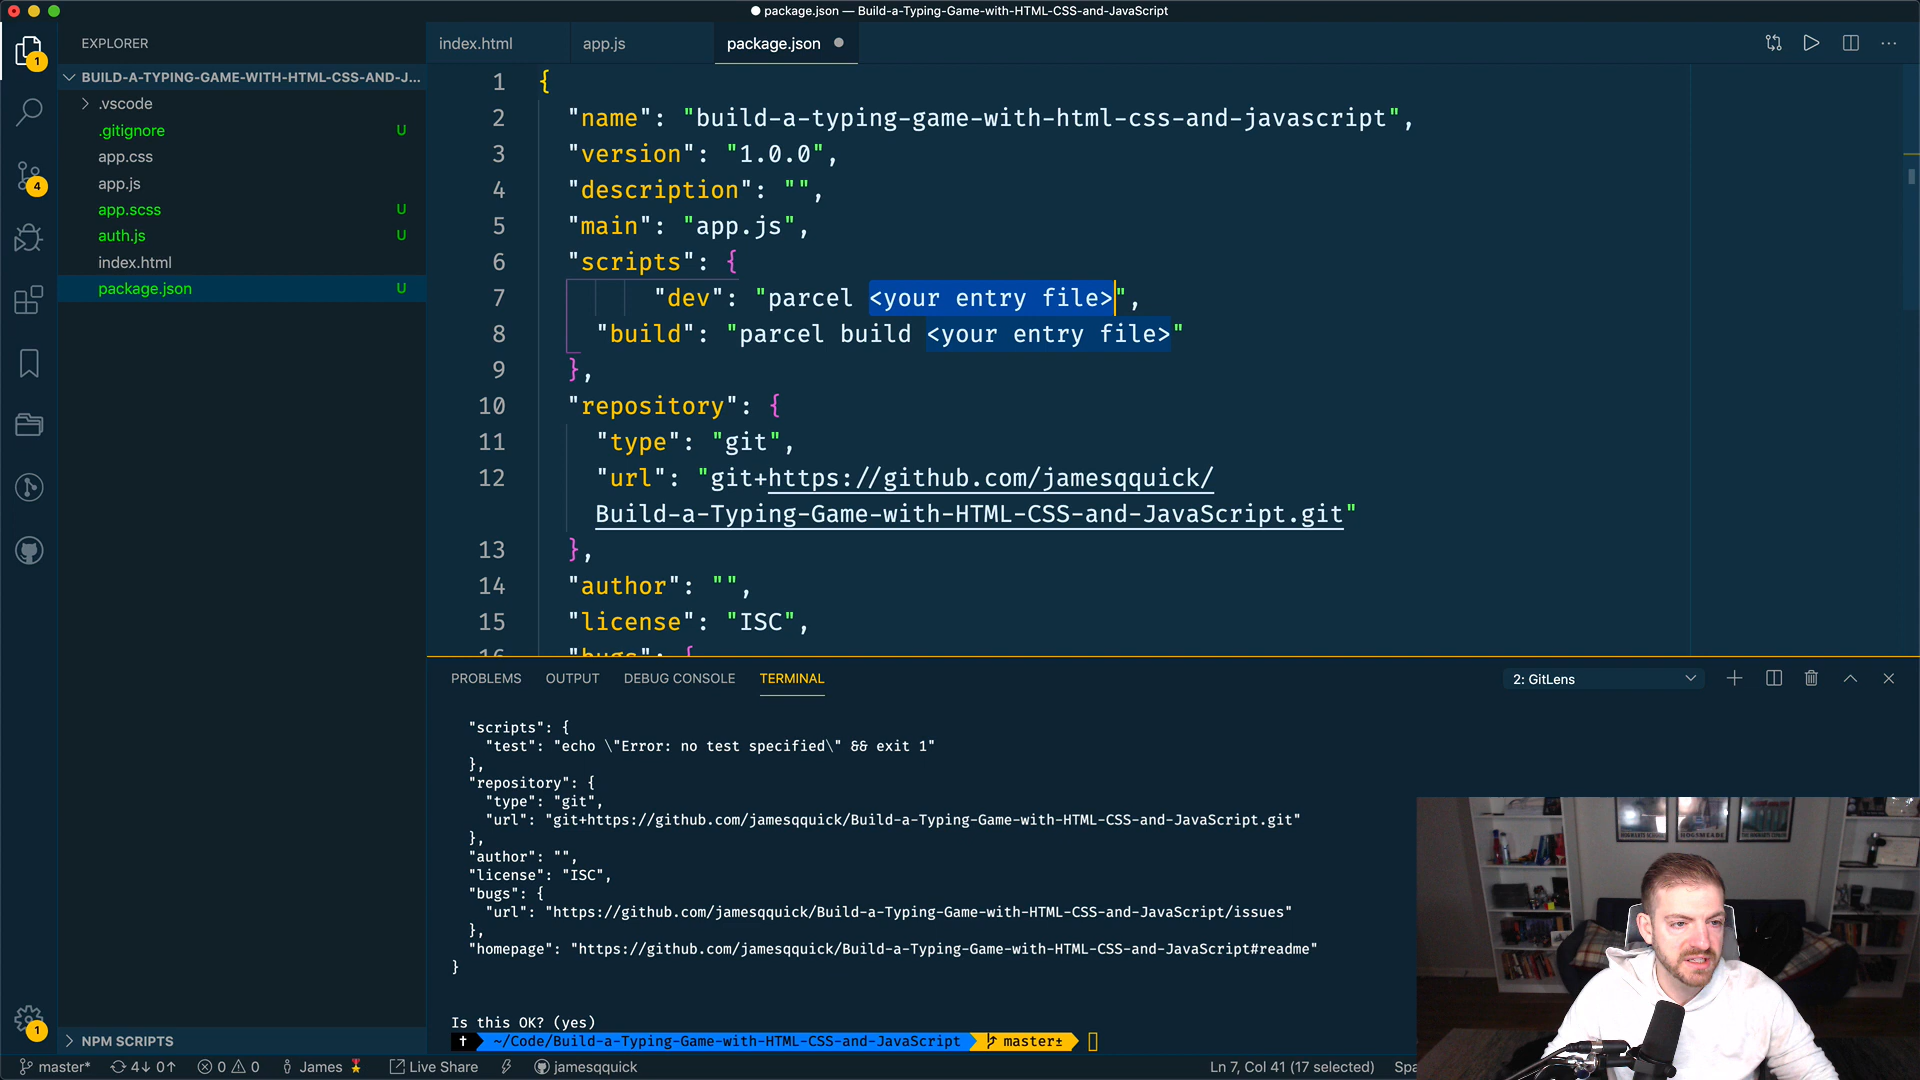 package.json — Build-a-Typing-Game-with-HTML-CSS-and-JavaScript
EXPLORER
index.html
app.js
package.json
1
BUILD-A-TYPING-GAME-WITH-HTML-CSS-AND-J...
.vscode
.gitignore U
app.css
app.js
app.scss U
auth.js U
index.html
package.json U
4
1 {
2 "name": "build-a-typing-game-with-html-css-and-javascript",
3 "version": "1.0.0",
4 "description": "",
5 "main": "app.js",
6 "scripts": {
7 "dev": "parcel <your entry file>",
8 "build": "parcel build <your entry file>"
9 },
10 "repository": {
11 "type": "git",
12 "url": "git+https://github.com/jamesqquick/
Build-a-Typing-Game-with-HTML-CSS-and-JavaScript.git"
13 },
14 "author": "",
15 "license": "ISC",
16 "bugs": {
PROBLEMS OUTPUT DEBUG CONSOLE TERMINAL
2: GitLens
"scripts": {
"test": "echo \"Error: no test specified\" && exit 1"
},
"repository": {
"type": "git",
"url": "git+https://github.com/jamesqquick/Build-a-Typing-Game-with-HTML-CSS-and-JavaScript.git"
},
"author": "",
"license": "ISC",
"bugs": {
"url": "https://github.com/jamesqquick/Build-a-Typing-Game-with-HTML-CSS-and-JavaScript/issues"
},
"homepage": "https://github.com/jamesqquick/Build-a-Typing-Game-with-HTML-CSS-and-JavaScript#readme"
}
Is this OK? (yes)
~/Code/Build-a-Typing-Game-with-HTML-CSS-and-JavaScript master±
1
NPM SCRIPTS
master* 4↓ 0↑ 0 0 James Live Share jamesqquick
Ln 7, Col 41 (17 selected)
Spa